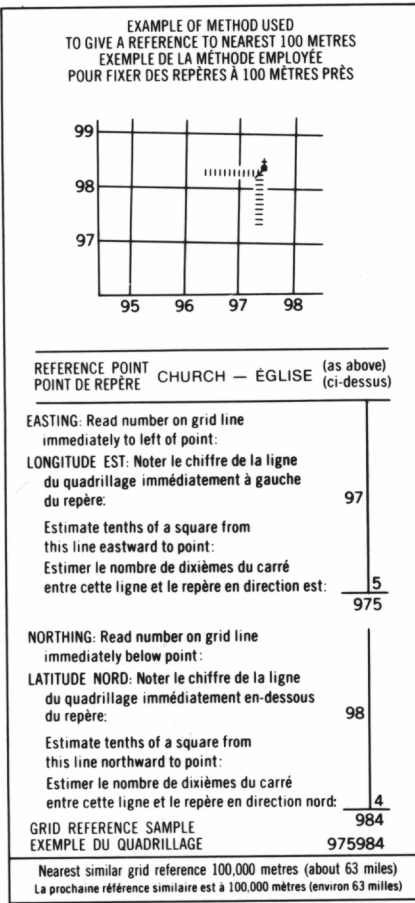 EXAMPLE OF METHOD USED
TO GIVE A REFERENCE TO NEAREST 100 METRES
EXEMPLE DE LA MÉTHODE EMPLOYÉE
POUR FIXER DES REPÈRES À 100 MÈTRES PRÈS
99
98
97
95 96 97 98
REFERENCE POINT
POINT DE REPÈRE
CHURCH — ÉGLISE
(as above)
(ci-dessus)
EASTING: Read number on grid line
immediately to left of point:
LONGITUDE EST: Noter le chiffre de la ligne
du quadrillage immédiatement à gauche
du repère: 97
Estimate tenths of a square from
this line eastward to point:
Estimer le nombre de dixièmes du carré
entre cette ligne et le repère en direction est: 5
975
NORTHING: Read number on grid line
immediately below point:
LATITUDE NORD: Noter le chiffre de la ligne
du quadrillage immédiatement en-dessous
du repère: 98
Estimate tenths of a square from
this line northward to point:
Estimer le nombre de dixièmes du carré
entre cette ligne et le repère en direction nord: 4
984
GRID REFERENCE SAMPLE
EXEMPLE DU QUADRILLAGE 975984
Nearest similar grid reference 100,000 metres (about 63 miles)
La prochaine référence similaire est à 100,000 mètres (environ 63 milles)